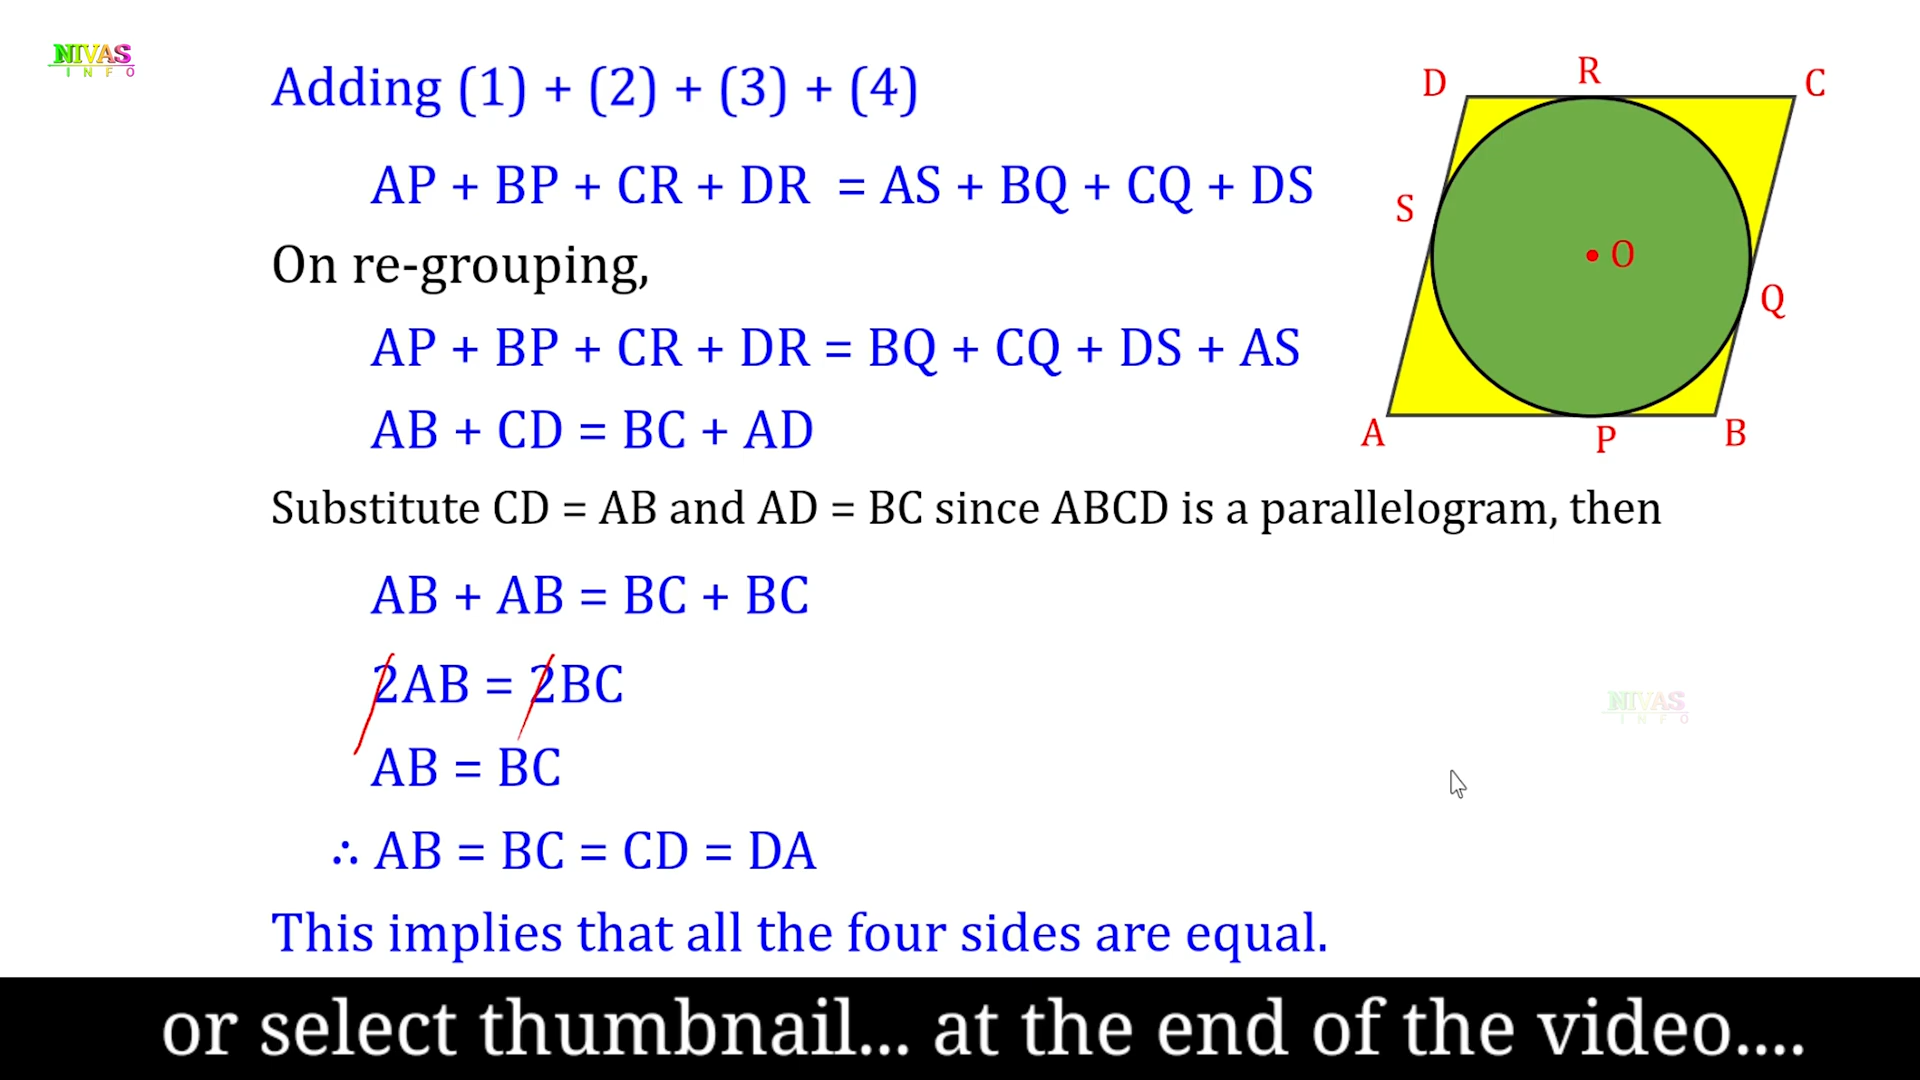 NIVAS
INFO
Adding (1) + (2) + (3) + (4)
AP + BP + CR + DR = AS + BQ + CQ + DS
On re-grouping,
AP + BP + CR + DR = BQ + CQ + DS + AS
AB + CD = BC + AD
Substitute CD = AB and AD = BC since ABCD is a parallelogram, then
AB + AB = BC + BC
2AB = 2BC
AB = BC
∴ AB = BC = CD = DA
This implies that all the four sides are equal.
D R C
S
O
Q
A P B
NIVAS
INFO
or select thumbnail... at the end of the video....